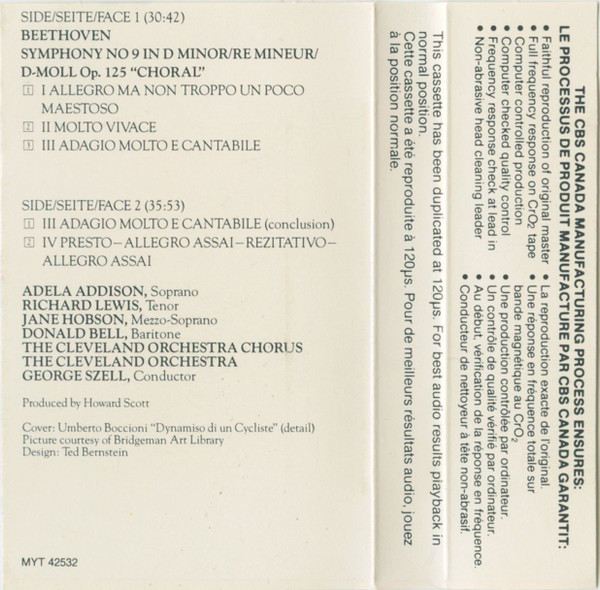 SIDE/SEITE/FACE 1 (30:42)
BEETHOVEN
SYMPHONY NO 9 IN D MINOR/RE MINEUR/
D-MOLL Op. 125 "CHORAL"
1 I ALLEGRO MA NON TROPPO UN POCO
MAESTOSO
2 II MOLTO VIVACE
3 III ADAGIO MOLTO E CANTABILE
SIDE/SEITE/FACE 2 (35:53)
1 III ADAGIO MOLTO E CANTABILE (conclusion)
2 IV PRESTO–ALLEGRO ASSAI–REZITATIVO–
ALLEGRO ASSAI
ADELA ADDISON, Soprano
RICHARD LEWIS, Tenor
JANE HOBSON, Mezzo-Soprano
DONALD BELL, Baritone
THE CLEVELAND ORCHESTRA CHORUS
THE CLEVELAND ORCHESTRA
GEORGE SZELL, Conductor
Produced by Howard Scott
Cover: Umberto Boccioni "Dynamiso di un Cycliste" (detail)
Picture courtesy of Bridgeman Art Library
Design: Ted Bernstein
MYT 42532
This cassette has been duplicated at 120µs. For best audio results playback in
normal position.
Cette cassette a été reproduite à 120µs. Pour de meilleurs résultats audio, jouez
à la position normale.
THE CBS CANADA MANUFACTURING PROCESS ENSURES:
LE PROCESSUS DE PRODUIT MANUFACTURE PAR CBS CANADA GARANTIT:
• Faithful reproduction of original master
• Full frequency response on CrO2 tape
• Computer controlled production
• Computer checked quality control
• Frequency response check at lead in
• Non-abrasive head cleaning leader
• La reproduction exacte de l'original.
• Une réponse en fréquence totale sur
bande magnétique au CrO2
• Une production contrôlée par ordinateur.
• Un contrôle de qualité vérifié par ordinateur.
• Au début, vérification de la réponse en fréquence.
• Conducteur de nettoyeur à tête non-abrasif.